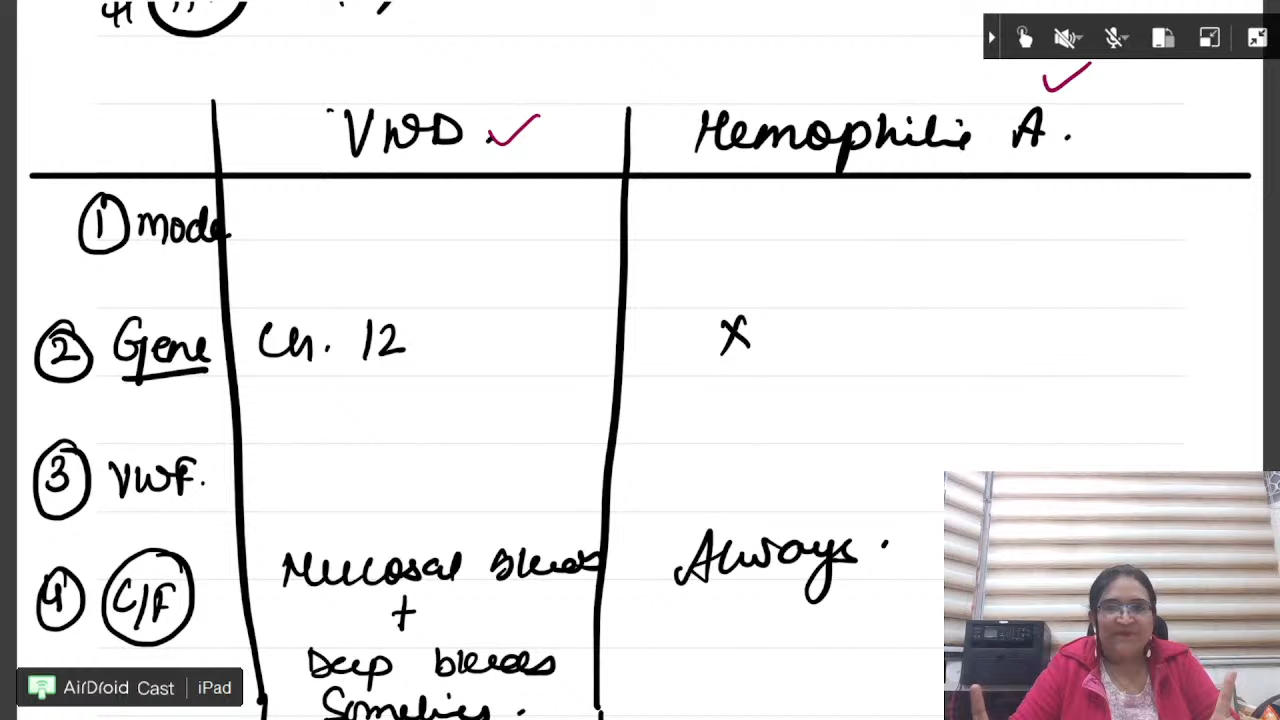 VWD. Hemophilia A.
① Mode
② Gene Ch. 12 X
③ VWF.
④ C/F Mucosal bleeds Always.
+
Deep bleeds
Sometimes.
AirDroid Cast iPad